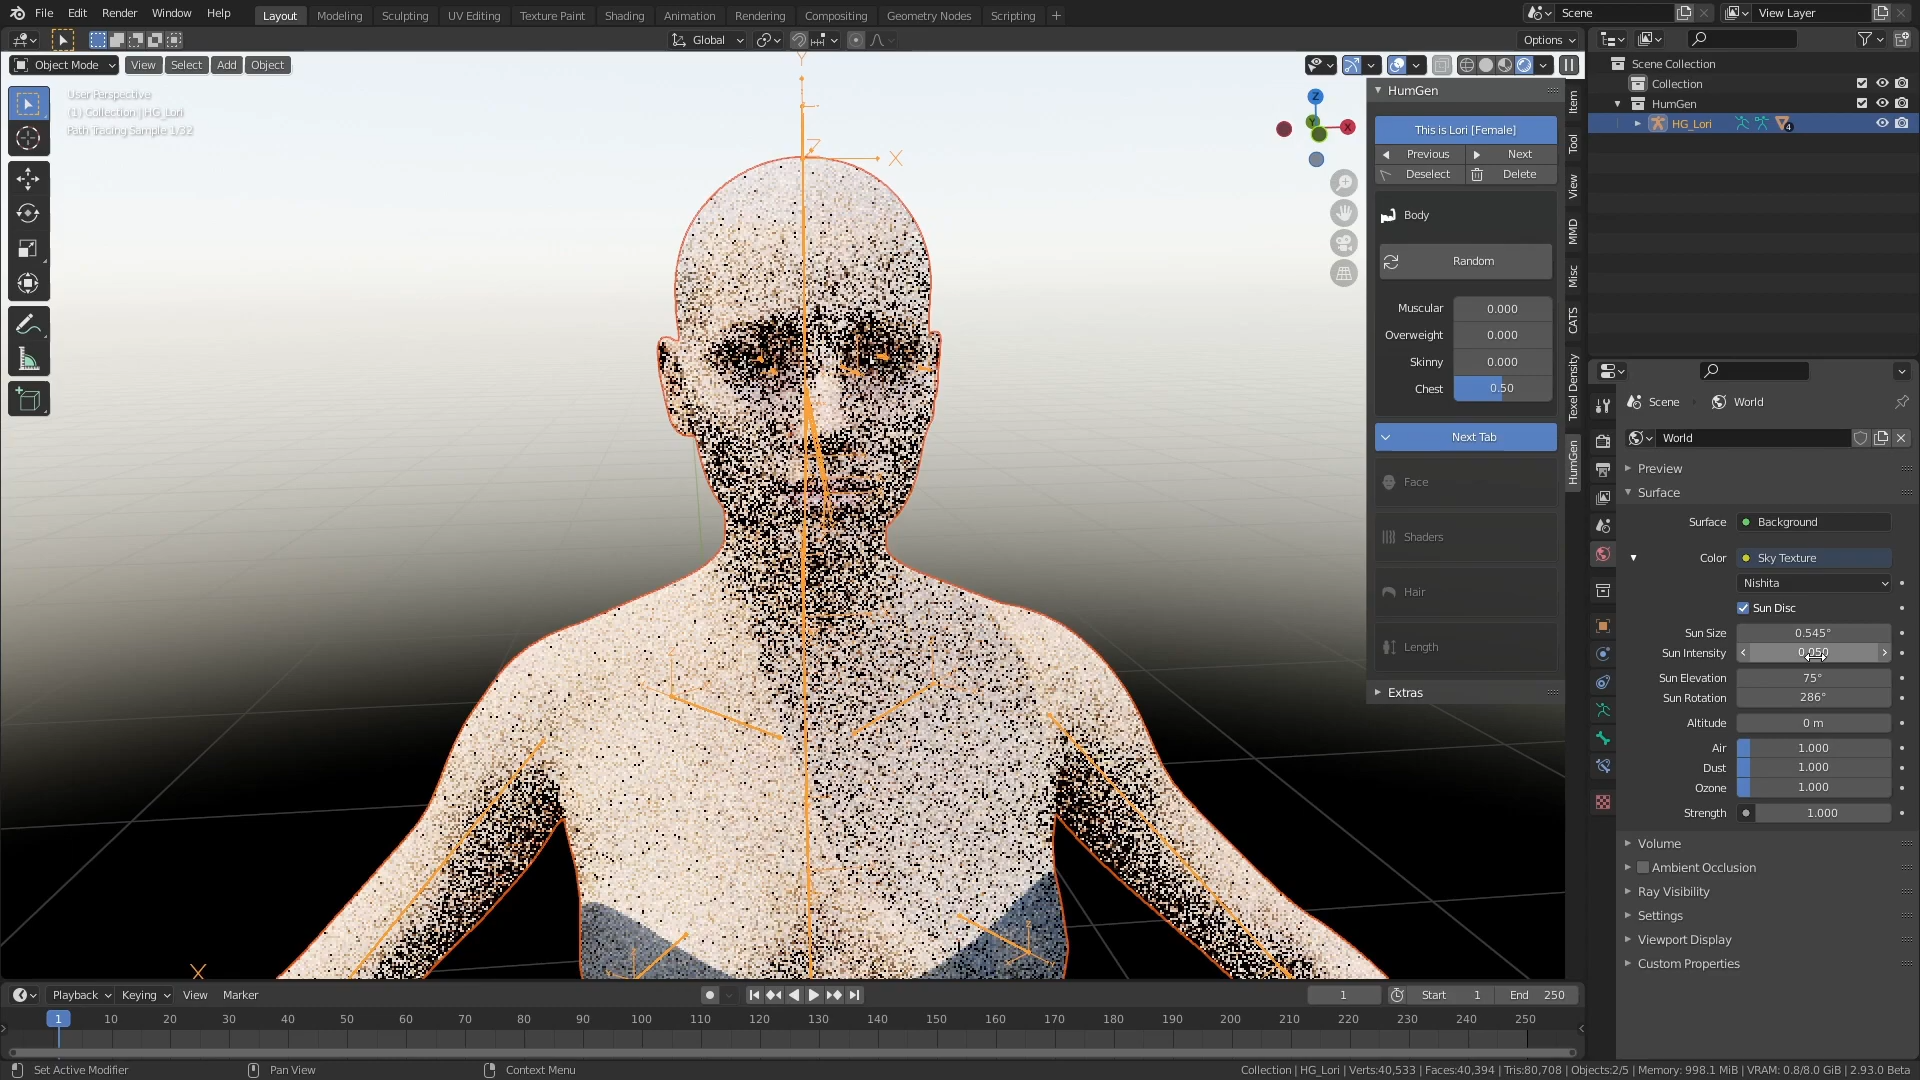 File Edit Render Window Help Layout Modeling Sculpting UV Editing Texture Paint Shading Animation Rendering Compositing Geometry Nodes Scripting + Scene View Layer
Global Options
Object Mode View Select Add Object
User Perspective
(1) Collection | HG_Lori
Path Tracing Sample 1/32
Y
Z
X
X
Z
Y
X
HumGen
This is Lori [Female]
Previous Next
Deselect Delete
Body
Random
Muscular 0.000
Overweight 0.000
Skinny 0.000
Chest 0.50
Next Tab
Face
Shaders
Hair
Length
Extras
Item
Tool
View
MMD
Misc
CATS
Texel Density
HumGen
Scene Collection
Collection
HumGen
HG_Lori 4
Scene World
World
Preview
Surface
Surface Background
Color Sky Texture
Nishita
Sun Disc
Sun Size 0.545°
Sun Intensity 0.050
Sun Elevation 75°
Sun Rotation 286°
Altitude 0 m
Air 1.000
Dust 1.000
Ozone 1.000
Strength 1.000
Volume
Ambient Occlusion
Ray Visibility
Settings
Viewport Display
Custom Properties
Playback Keying View Marker 1 Start 1 End 250
1 10 20 30 40 50 60 70 80 90 100 110 120 130 140 150 160 170 180 190 200 210 220 230 240 250
Set Active Modifier Pan View Context Menu Collection | HG_Lori | Verts:40,533 | Faces:40,394 | Tris:80,708 | Objects:2/5 | Memory: 998.1 MiB | VRAM: 0.8/8.0 GiB | 2.93.0 Beta